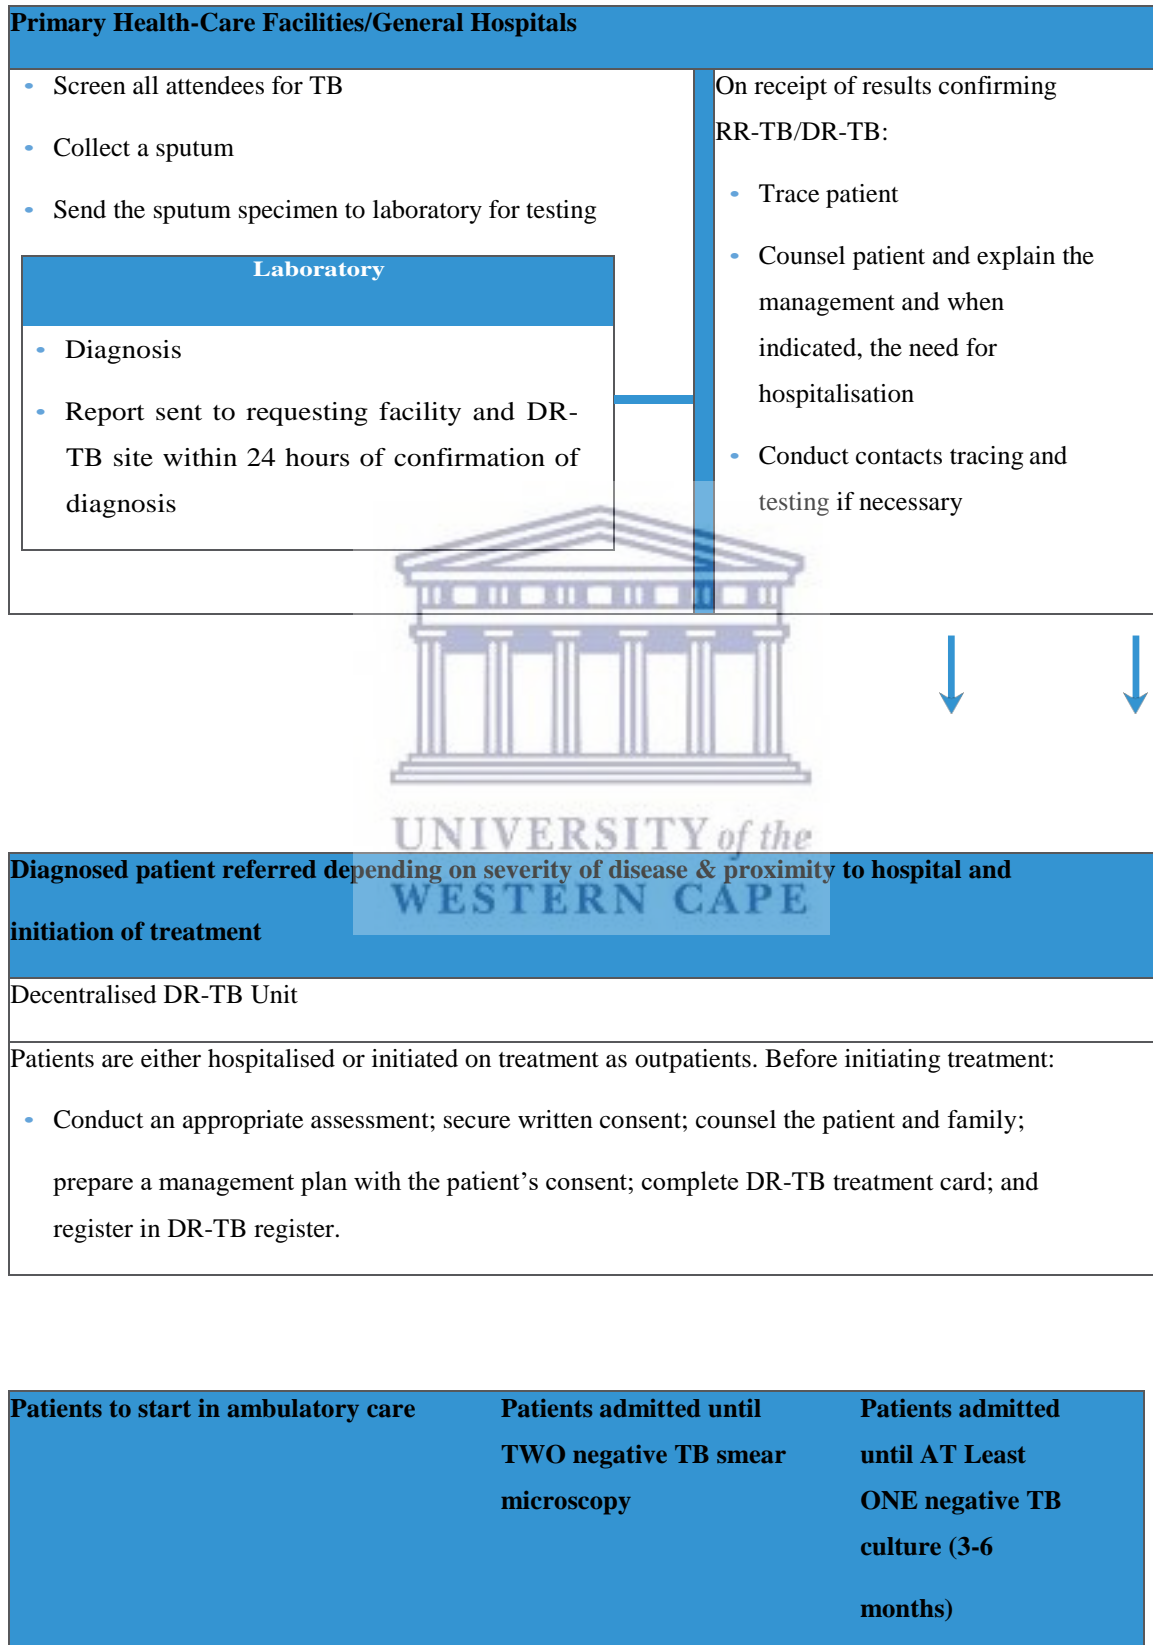 Primary Health-Care Facilities/General Hospitals
• Screen all attendees for TB
• Collect a sputum
• Send the sputum specimen to laboratory for testing
Laboratory
• Diagnosis
• Report sent to requesting facility and DR-
TB site within 24 hours of confirmation of
diagnosis
On receipt of results confirming
RR-TB/DR-TB:
• Trace patient
• Counsel patient and explain the
management and when
indicated, the need for
hospitalisation
• Conduct contacts tracing and
testing if necessary
UNIVERSITY of the
WESTERN CAPE
Diagnosed patient referred depending on severity of disease & proximity to hospital and
initiation of treatment
Decentralised DR-TB Unit
Patients are either hospitalised or initiated on treatment as outpatients. Before initiating treatment:
• Conduct an appropriate assessment; secure written consent; counsel the patient and family;
prepare a management plan with the patient’s consent; complete DR-TB treatment card; and
register in DR-TB register.
Patients to start in ambulatory care
Patients admitted until
TWO negative TB smear
microscopy
Patients admitted
until AT Least
ONE negative TB
culture (3-6
months)